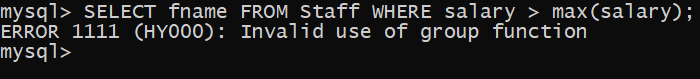 mysql> SELECT fname FROM Staff WHERE salary > max(salary);
ERROR 1111 (HY000): Invalid use of group function
mysql>